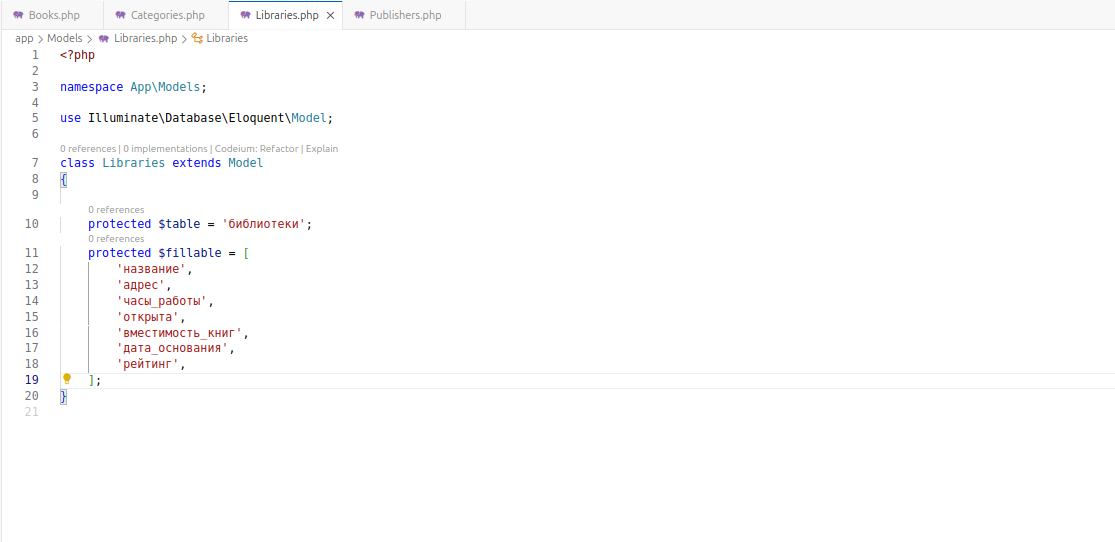 Books.php Categories.php Libraries.php Publishers.php
app > Models > Libraries.php > Libraries
1 <?php
2
3 namespace App\Models;
4
5 use Illuminate\Database\Eloquent\Model;
6
0 references | 0 implementations | Codeium: Refactor | Explain
7 class Libraries extends Model
8 {
9
0 references
10 protected $table = 'библиотеки';
0 references
11 protected $fillable = [
12 'название',
13 'адрес',
14 'часы_работы',
15 'открыта',
16 'вместимость_книг',
17 'дата_основания',
18 'рейтинг',
19 ];
20 }
21